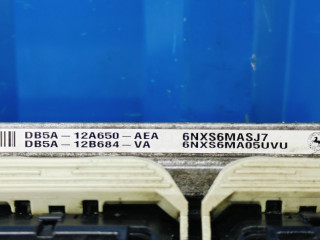 DB5A-12A650-AEA 6NXS6MASJ7
DB5A-12B684-VA 6NXS6MA05UVU